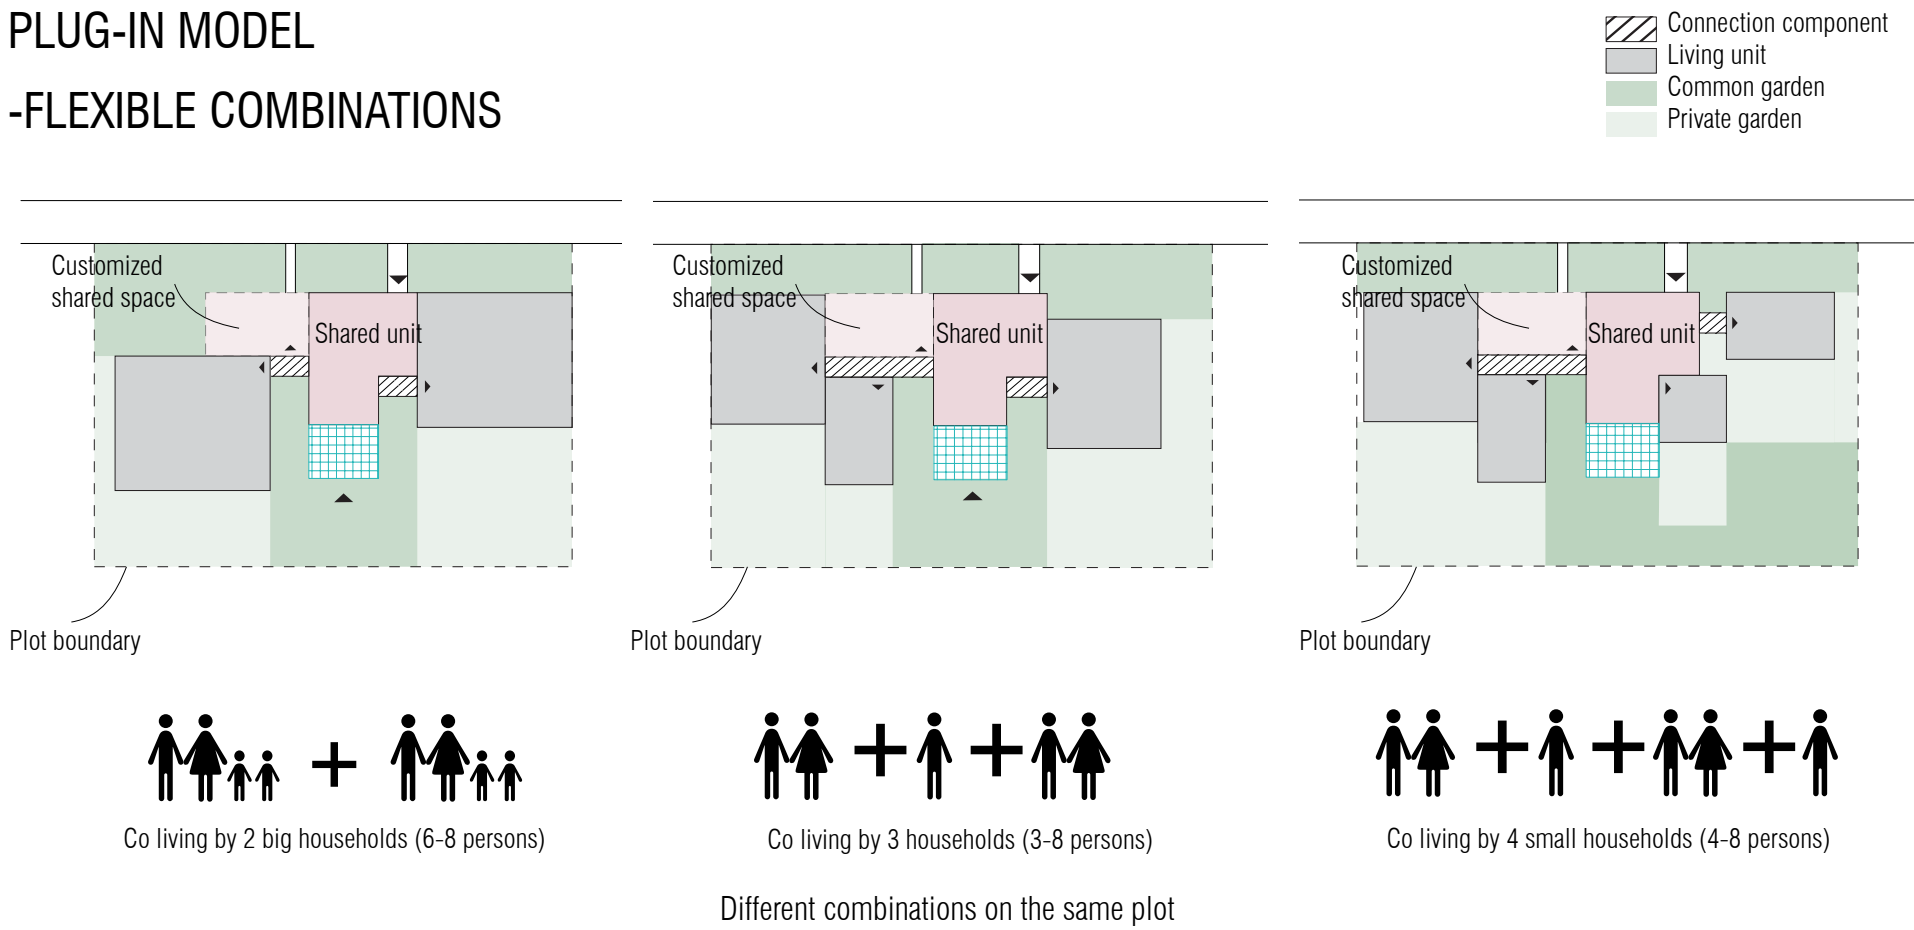 PLUG-IN MODEL
-FLEXIBLE COMBINATIONS
Connection component
Living unit
Common garden
Private garden
Customized
shared space
Shared unit
Plot boundary
Co living by 2 big households (6-8 persons)
Customized
shared space
Shared unit
Plot boundary
Co living by 3 households (3-8 persons)
Customized
shared space
Shared unit
Plot boundary
Co living by 4 small households (4-8 persons)
Different combinations on the same plot